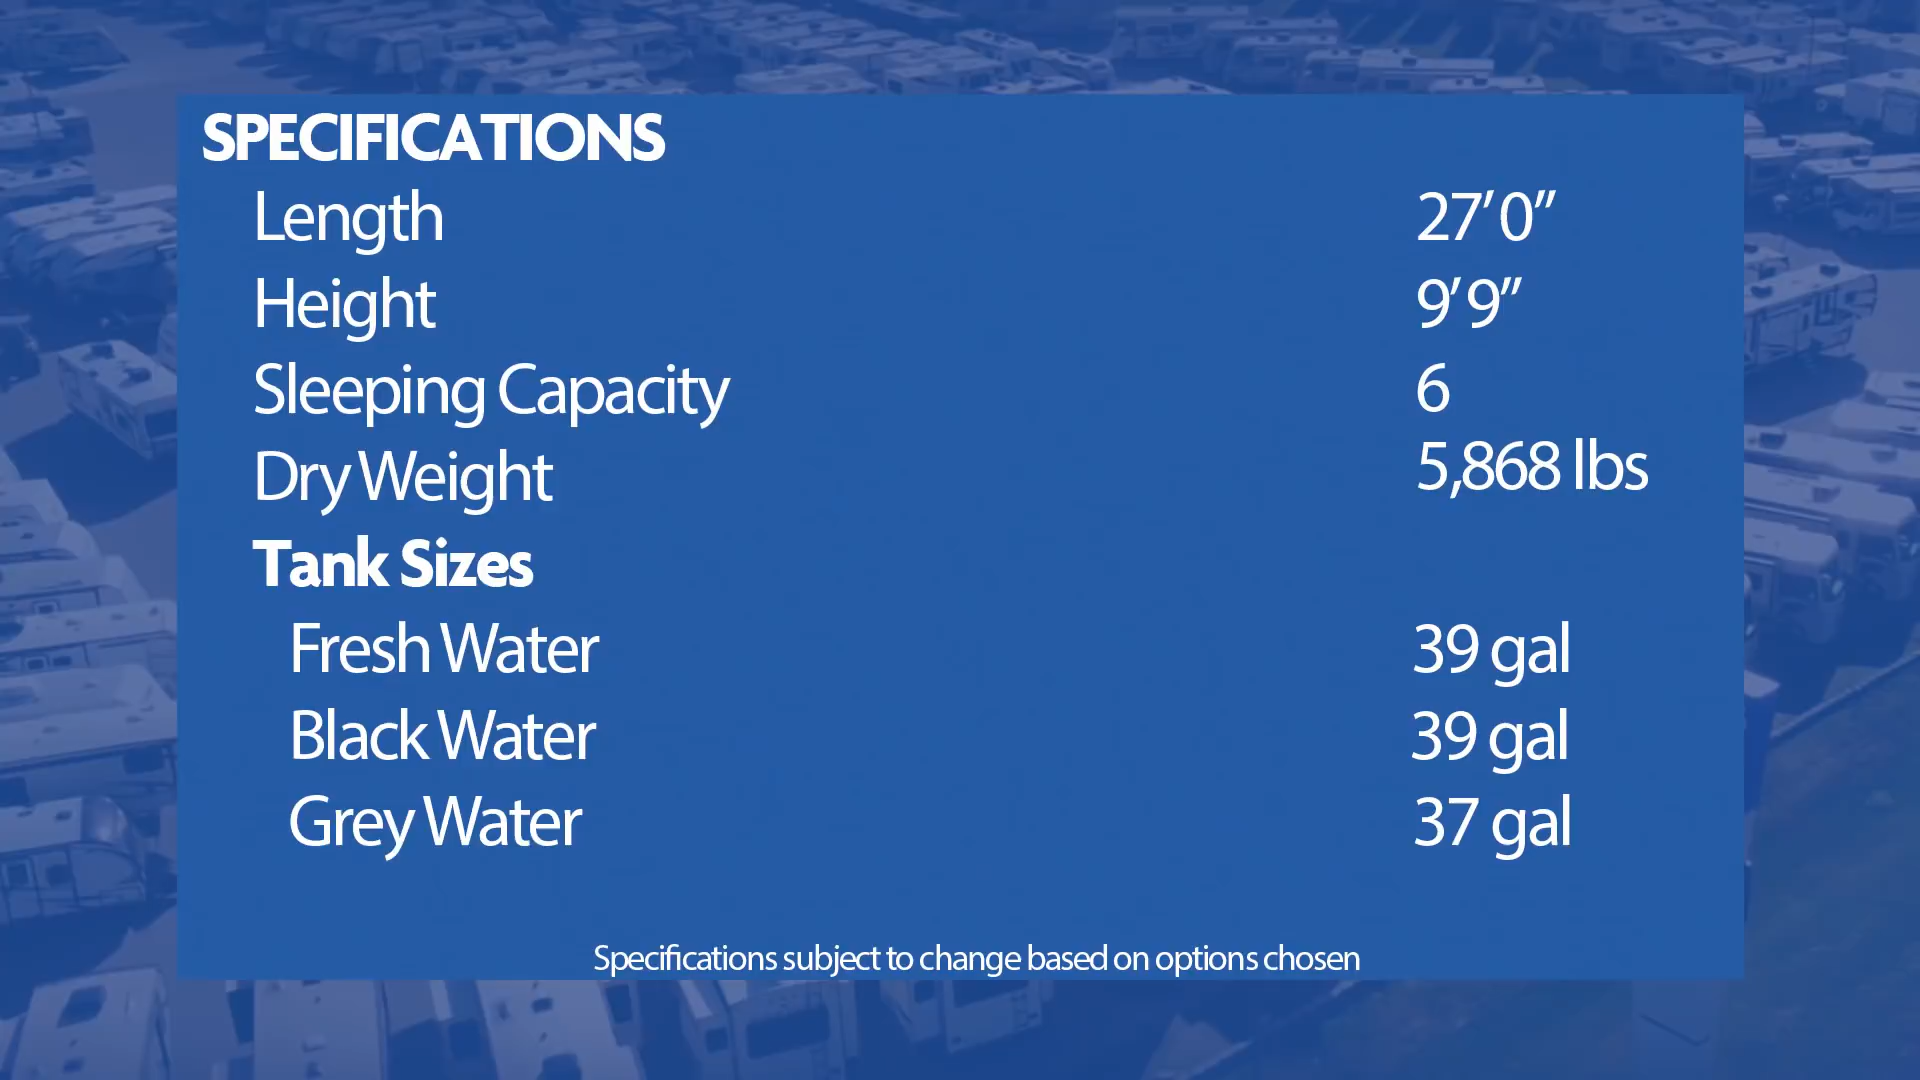 SPECIFICATIONS
Length 27’0”
Height 9’9”
Sleeping Capacity 6
Dry Weight 5,868 lbs
Tank Sizes
Fresh Water 39 gal
Black Water 39 gal
Grey Water 37 gal
Specifications subject to change based on options chosen